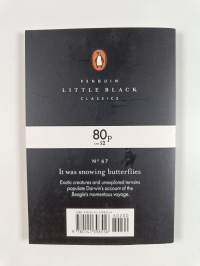 PENGUIN
LITTLE BLACK
CLASSICS
80p
Nº 67
It was snowing butterflies
Exotic creatures and unexplored terrains
populate Darwin's account of the
Beagle's momentous voyage.